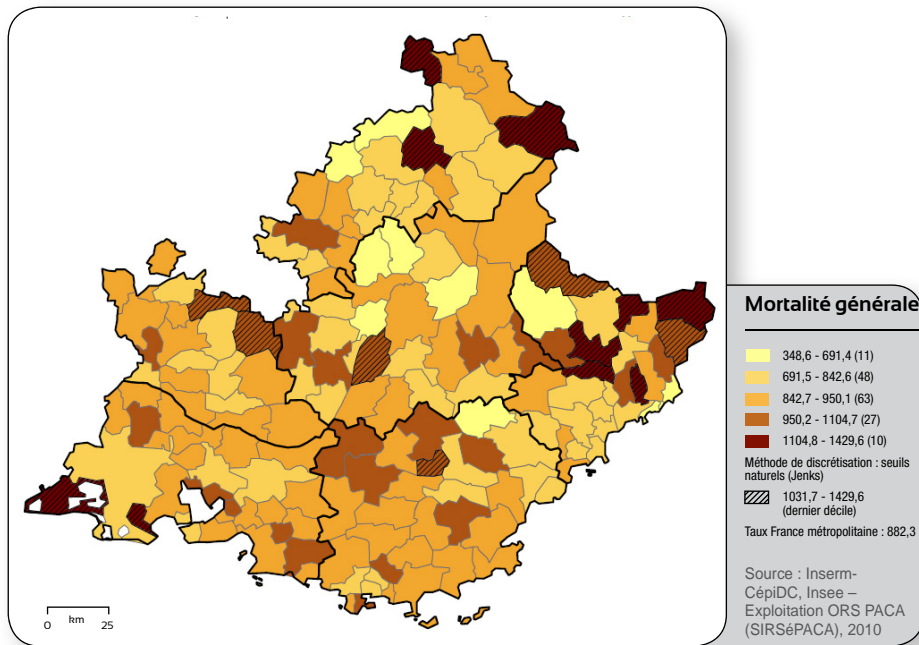 Mortalité générale
348,6 - 691,4 (11)
691,5 - 842,6 (48)
842,7 - 950,1 (63)
950,2 - 1104,7 (27)
1104,8 - 1429,6 (10)
Méthode de discrétisation : seuils
naturels (Jenks)
1031,7 - 1429,6
(dernier décile)
Taux France métropolitaine : 882,3
Source : Inserm-
CépiDC, Insee –
Exploitation ORS PACA
(SIRSéPACA), 2010
km
0 25